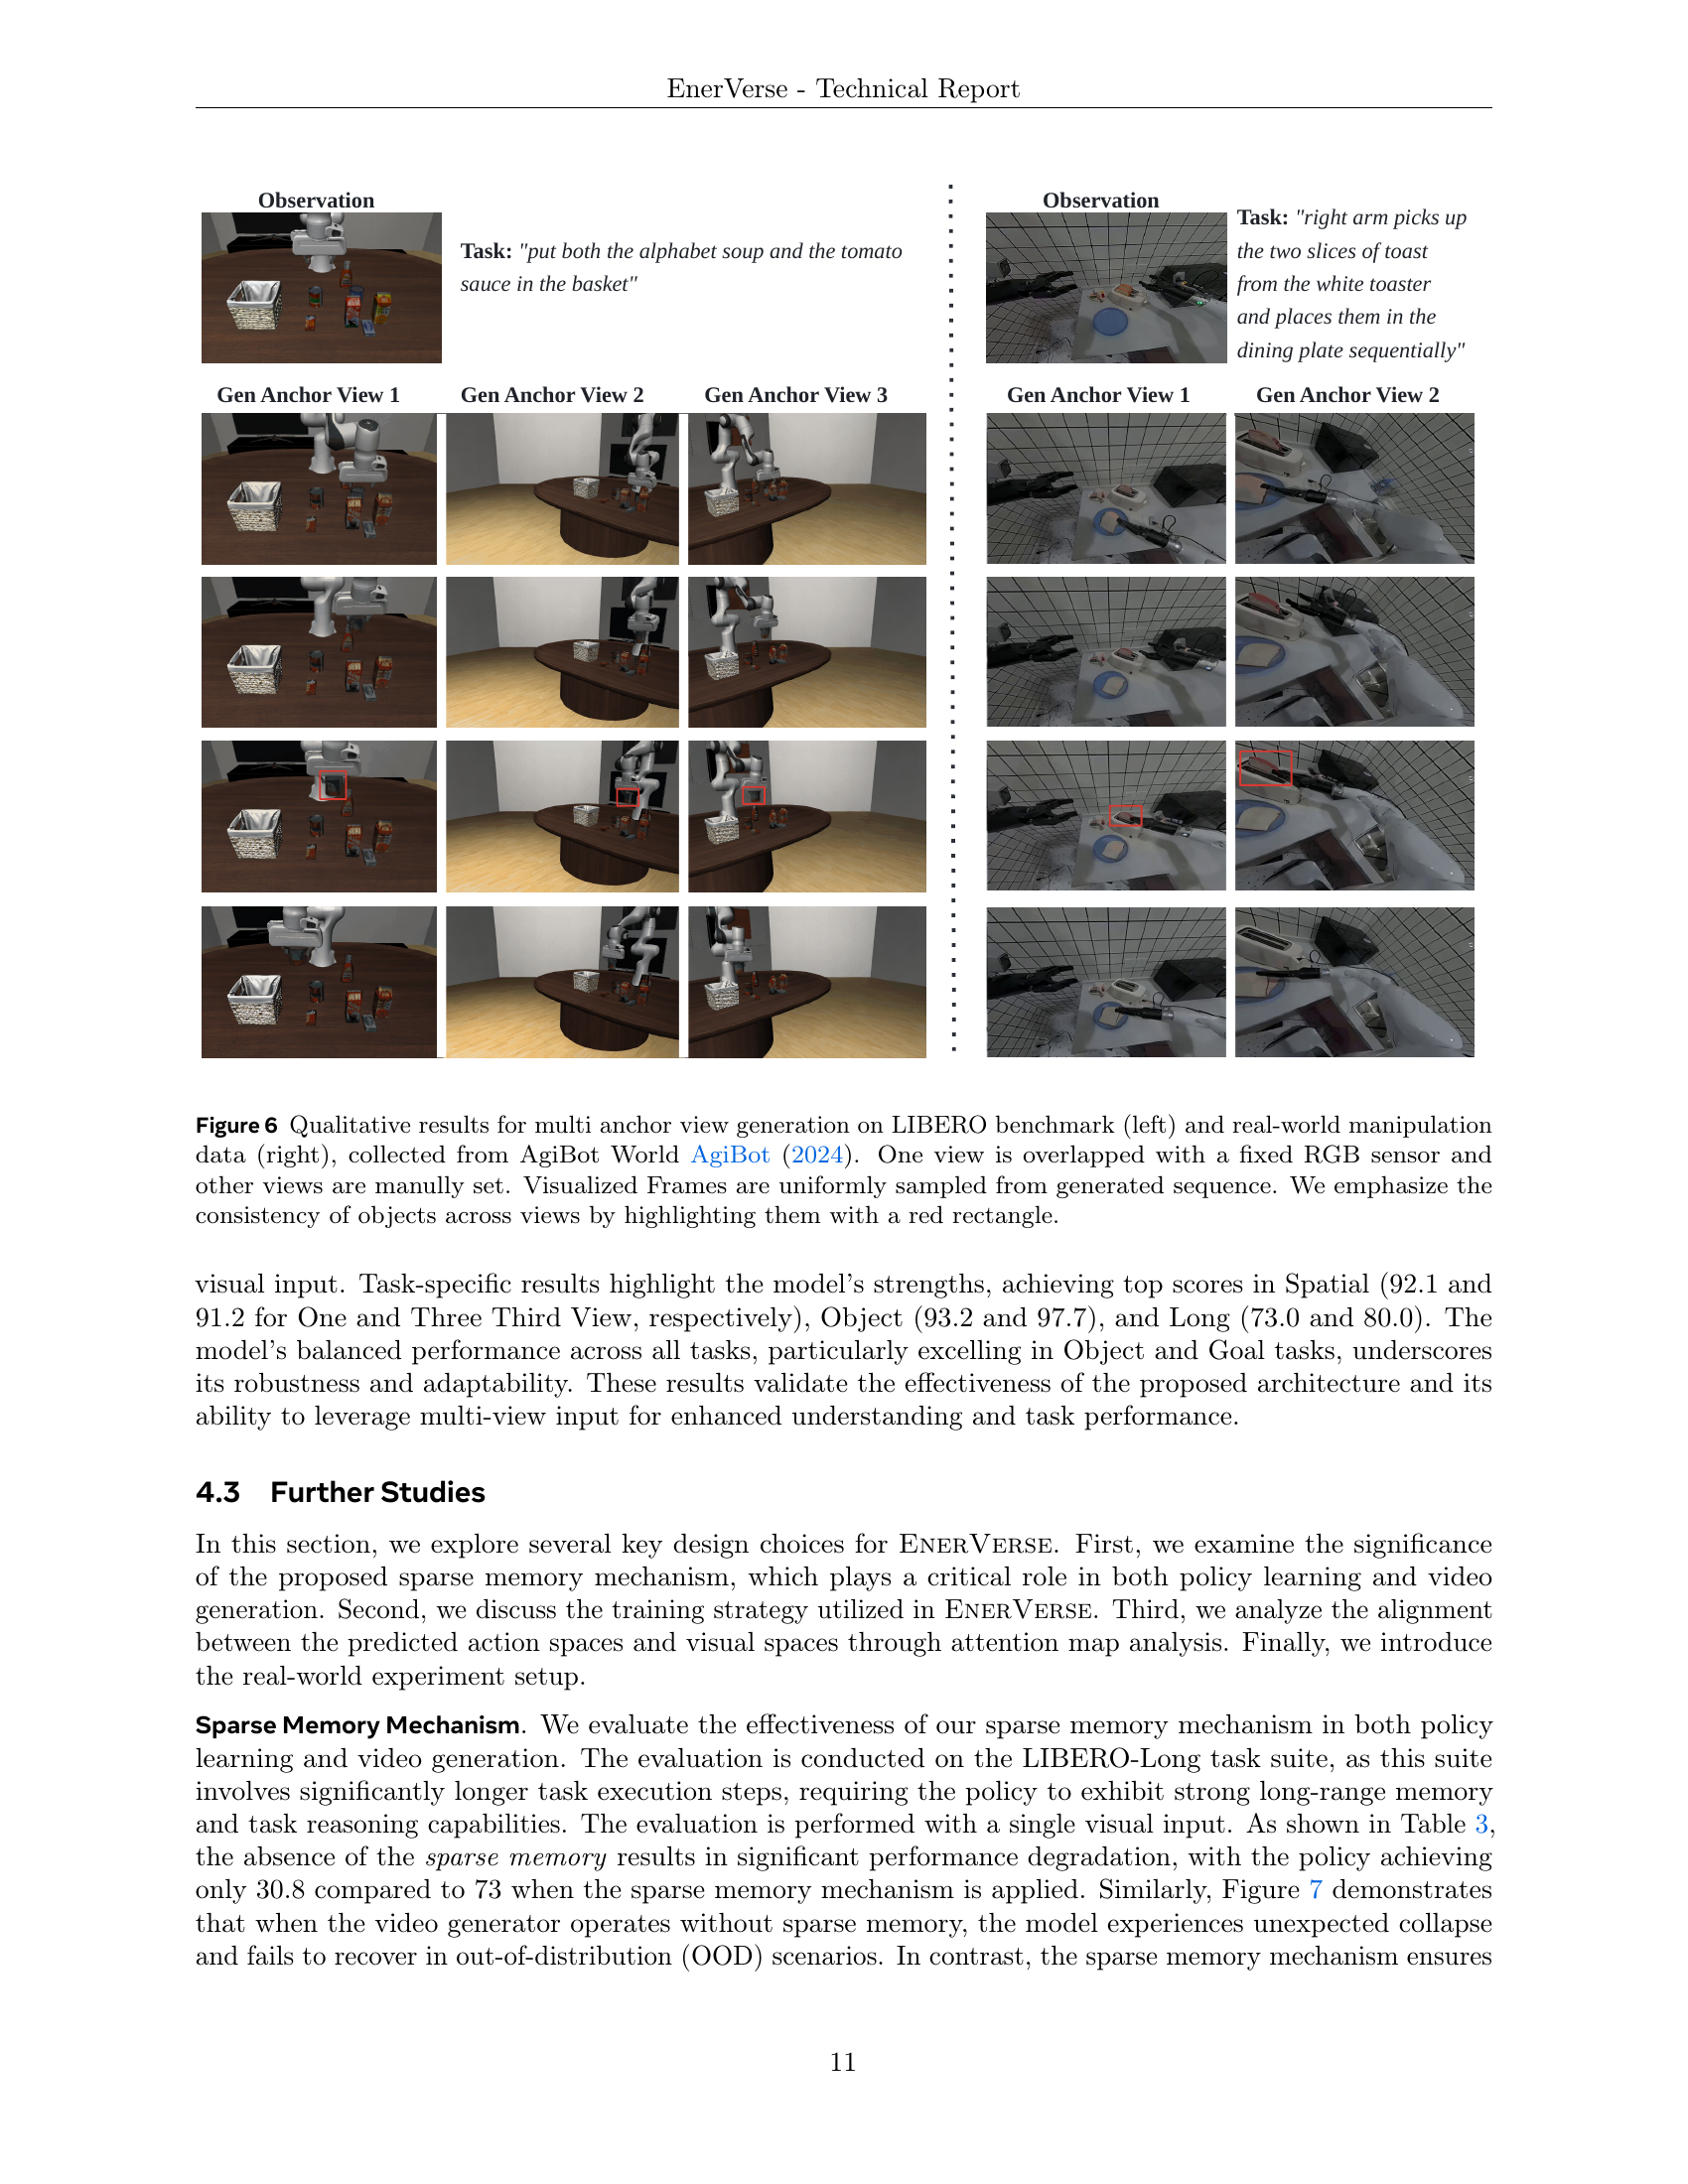 EnerVerse - Technical Report
Observation
Task: "put both the alphabet soup and the tomato
sauce in the basket"
Gen Anchor View 1
Gen Anchor View 2
Gen Anchor View 3
Observation
Task: "right arm picks up
the two slices of toast
from the white toaster
and places them in the
dining plate sequentially"
Gen Anchor View 1
Gen Anchor View 2
Figure 6 Qualitative results for multi anchor view generation on LIBERO benchmark (left) and real-world manipulation
data (right), collected from AgiBot World AgiBot (2024). One view is overlapped with a fixed RGB sensor and
other views are manully set. Visualized Frames are uniformly sampled from generated sequence. We emphasize the
consistency of objects across views by highlighting them with a red rectangle.
visual input. Task-specific results highlight the model's strengths, achieving top scores in Spatial (92.1 and
91.2 for One and Three Third View, respectively), Object (93.2 and 97.7), and Long (73.0 and 80.0). The
model's balanced performance across all tasks, particularly excelling in Object and Goal tasks, underscores
its robustness and adaptability. These results validate the effectiveness of the proposed architecture and its
ability to leverage multi-view input for enhanced understanding and task performance.
4.3 Further Studies
In this section, we explore several key design choices for EnerVerse. First, we examine the significance
of the proposed sparse memory mechanism, which plays a critical role in both policy learning and video
generation. Second, we discuss the training strategy utilized in EnerVerse. Third, we analyze the alignment
between the predicted action spaces and visual spaces through attention map analysis. Finally, we introduce
the real-world experiment setup.
Sparse Memory Mechanism. We evaluate the effectiveness of our sparse memory mechanism in both policy
learning and video generation. The evaluation is conducted on the LIBERO-Long task suite, as this suite
involves significantly longer task execution steps, requiring the policy to exhibit strong long-range memory
and task reasoning capabilities. The evaluation is performed with a single visual input. As shown in Table 3,
the absence of the sparse memory results in significant performance degradation, with the policy achieving
only 30.8 compared to 73 when the sparse memory mechanism is applied. Similarly, Figure 7 demonstrates
that when the video generator operates without sparse memory, the model experiences unexpected collapse
and fails to recover in out-of-distribution (OOD) scenarios. In contrast, the sparse memory mechanism ensures
11